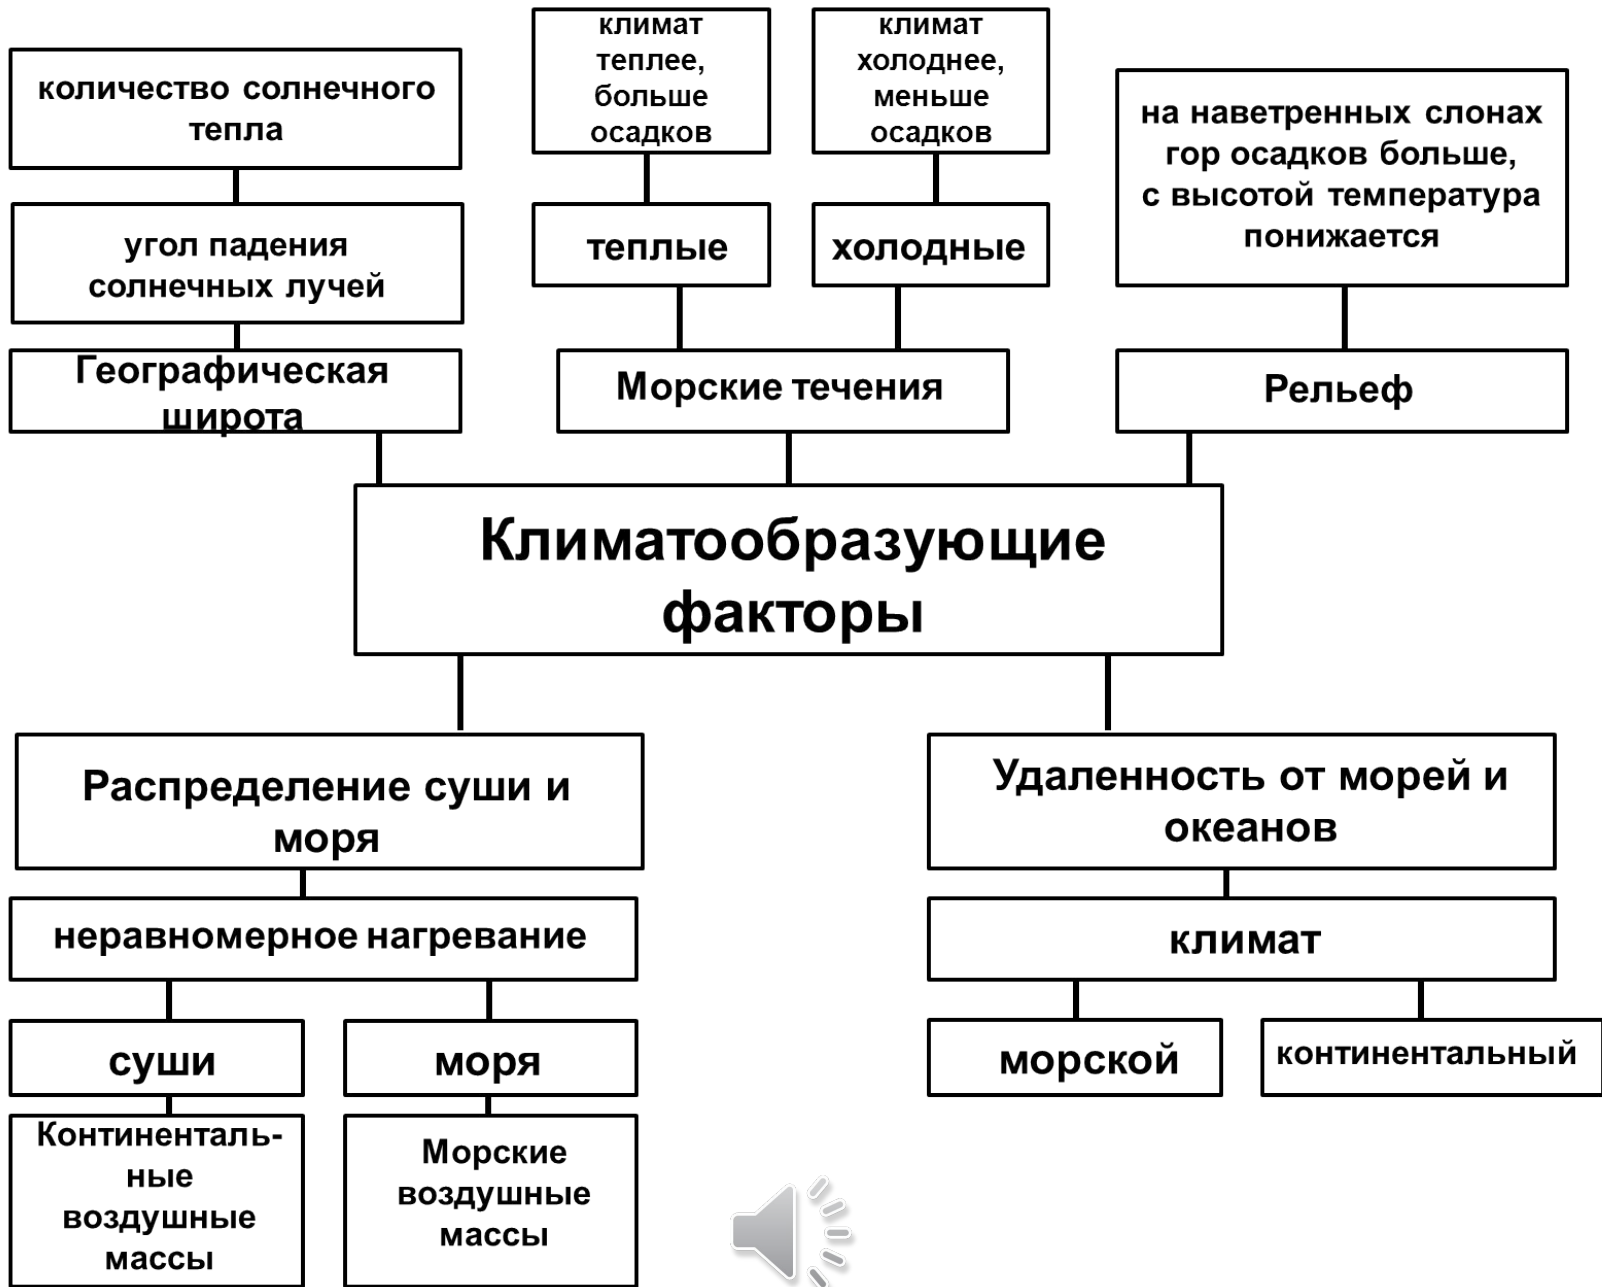 количество солнечного
тепла
климат
теплее,
больше
осадков
климат
холоднее,
меньше
осадков
на наветренных слонах
гор осадков больше,
с высотой температура
понижается
угол падения
солнечных лучей
теплые
холодные
Географическая
широта
Морские течения
Рельеф
Климатообразующие
факторы
Распределение суши и
моря
Удаленность от морей и
океанов
неравномерное нагревание
климат
суши
моря
морской
континентальный
Континенталь-
ные
воздушные
массы
Морские
воздушные
массы